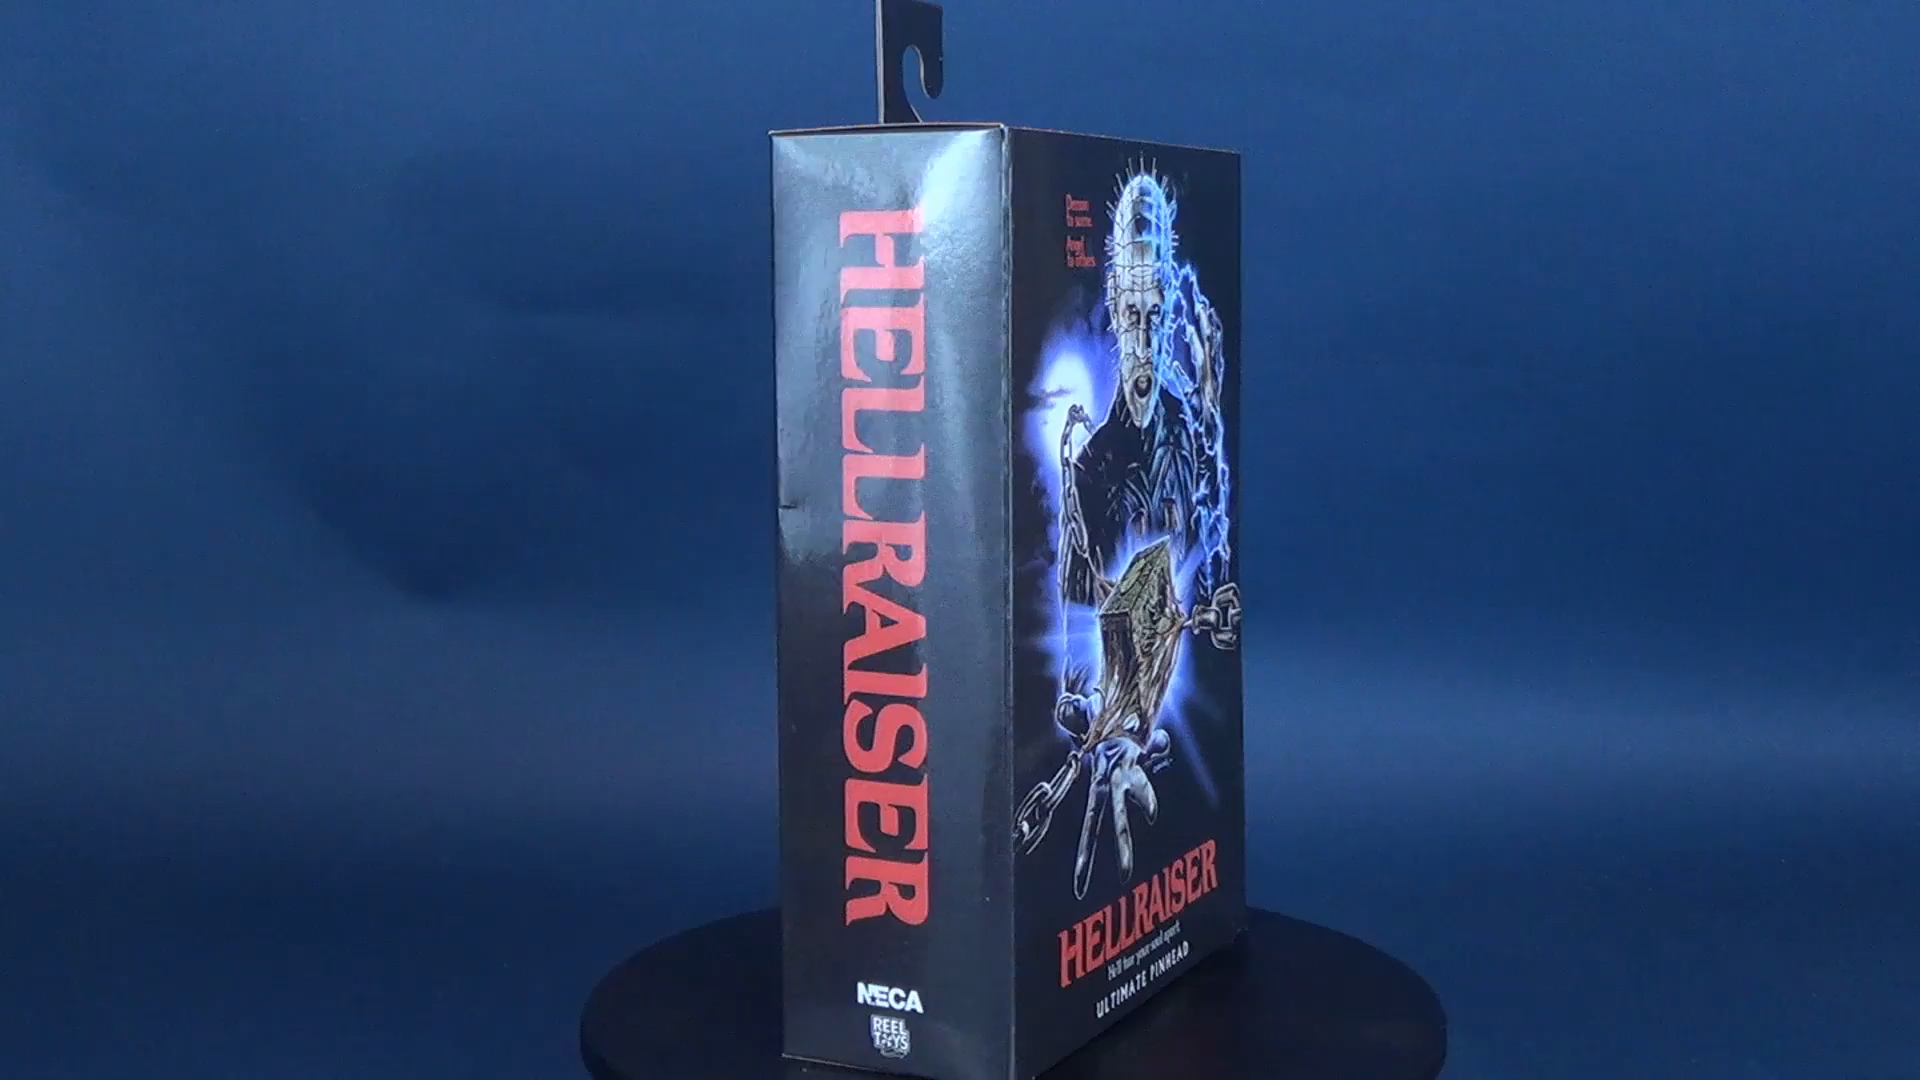 HELLRAISER
NECA
REEL
TOYS
Demon
to some.
Angel
to others.
HELLRAISER
He'll tear your soul apart.
ULTIMATE PINHEAD